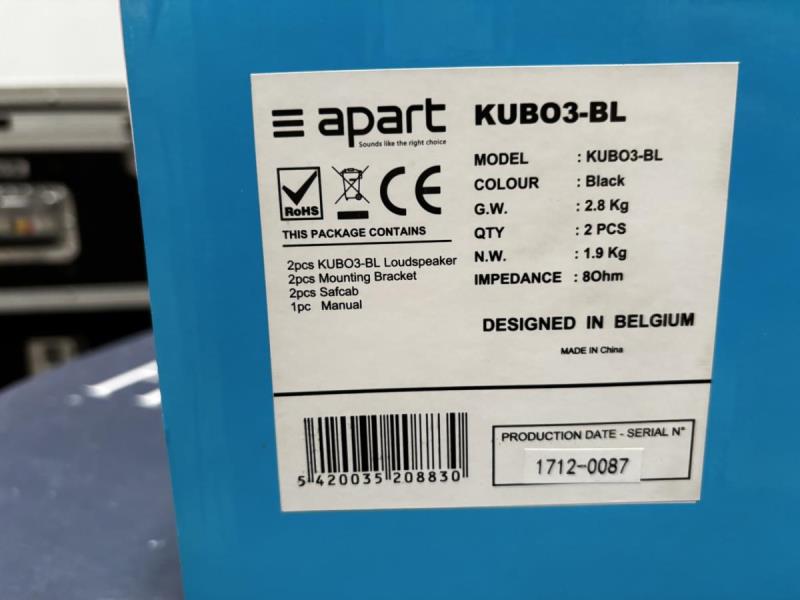 apart
Sounds like the right choice
KUBO3-BL
RoHS
CE
THIS PACKAGE CONTAINS
2pcs KUBO3-BL Loudspeaker
2pcs Mounting Bracket
2pcs Safcab
1pc Manual
MODEL : KUBO3-BL
COLOUR : Black
G.W. : 2.8 Kg
QTY : 2 PCS
N.W. : 1.9 Kg
IMPEDANCE : 8Ohm
DESIGNED IN BELGIUM
MADE IN China
5 420035 208830
PRODUCTION DATE - SERIAL N°
1712-0087